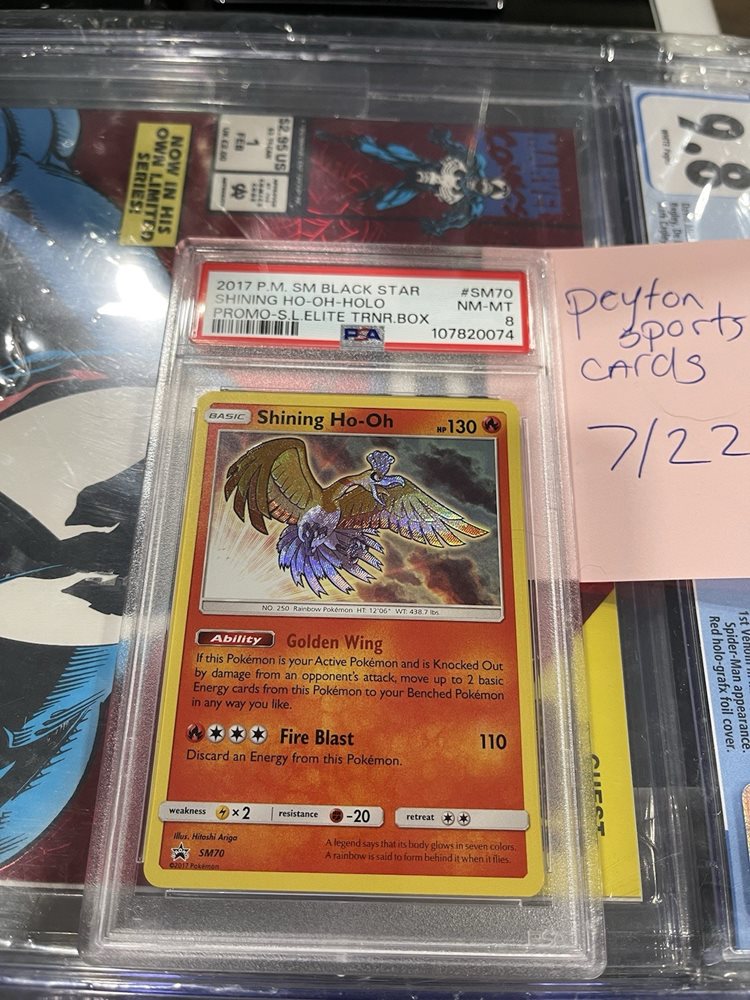 $2.95 US
1
FEB
UK £2.00
NOW IN HIS
OWN LIMITED
SERIES!
MARVEL
COMICS
9.8
WHITE Pages
2017 P.M. SM BLACK STAR #SM70
SHINING HO-OH-HOLO NM-MT
PROMO-S.L.ELITE TRNR.BOX 8
PSA 107820074
peyton
sports
cards
7/22
BASIC Shining Ho-Oh HP 130
NO. 250 Rainbow Pokémon HT: 12'06" WT: 438.7 lbs.
Ability Golden Wing
If this Pokémon is your Active Pokémon and is Knocked Out
by damage from an opponent's attack, move up to 2 basic
Energy cards from this Pokémon to your Benched Pokémon
in any way you like.
Fire Blast 110
Discard an Energy from this Pokémon.
weakness ×2 resistance -20 retreat
Illus. Hitoshi Ariga
SM70
©2017 Pokémon
A legend says that its body glows in seven colors.
A rainbow is said to form behind it when it flies.
1st Venom
Spider-Man appearance.
Red holo-grafx foil cover.
GUEST